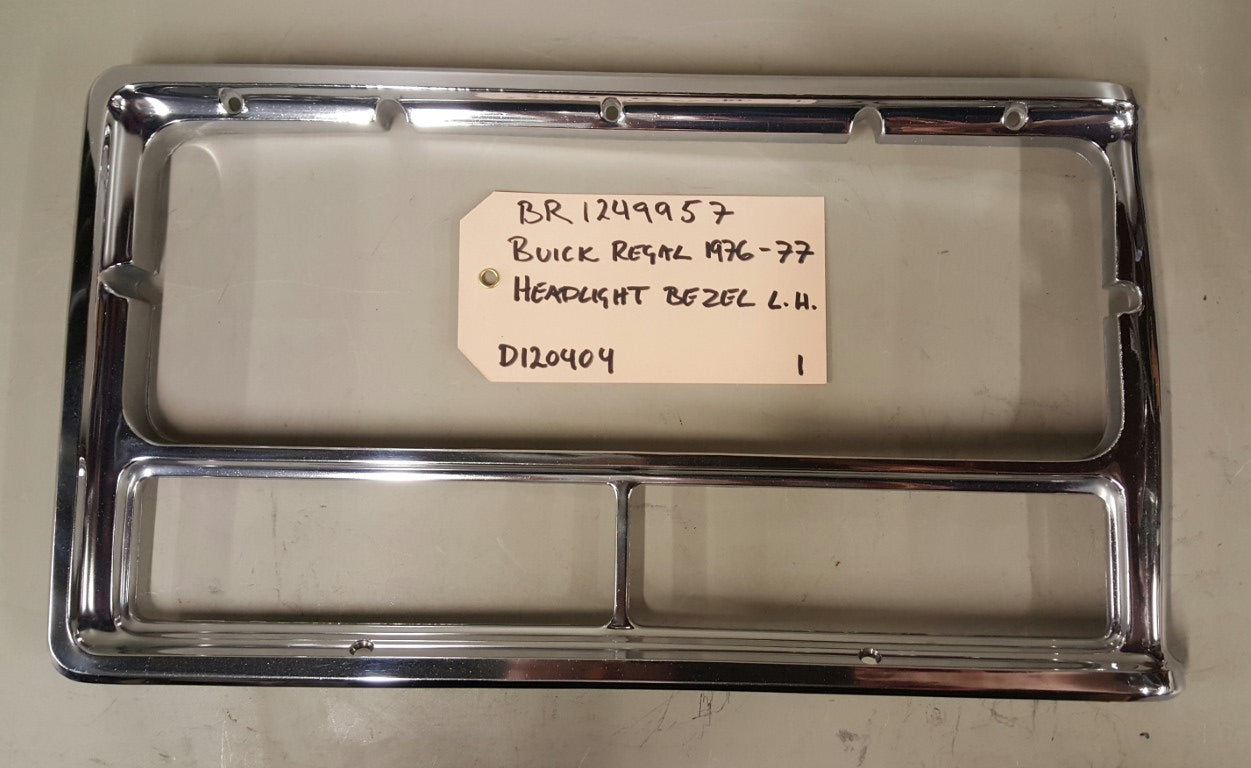 BR1249957
BUICK REGAL 1976-77
HEADLIGHT BEZEL L.H.
D120404 1